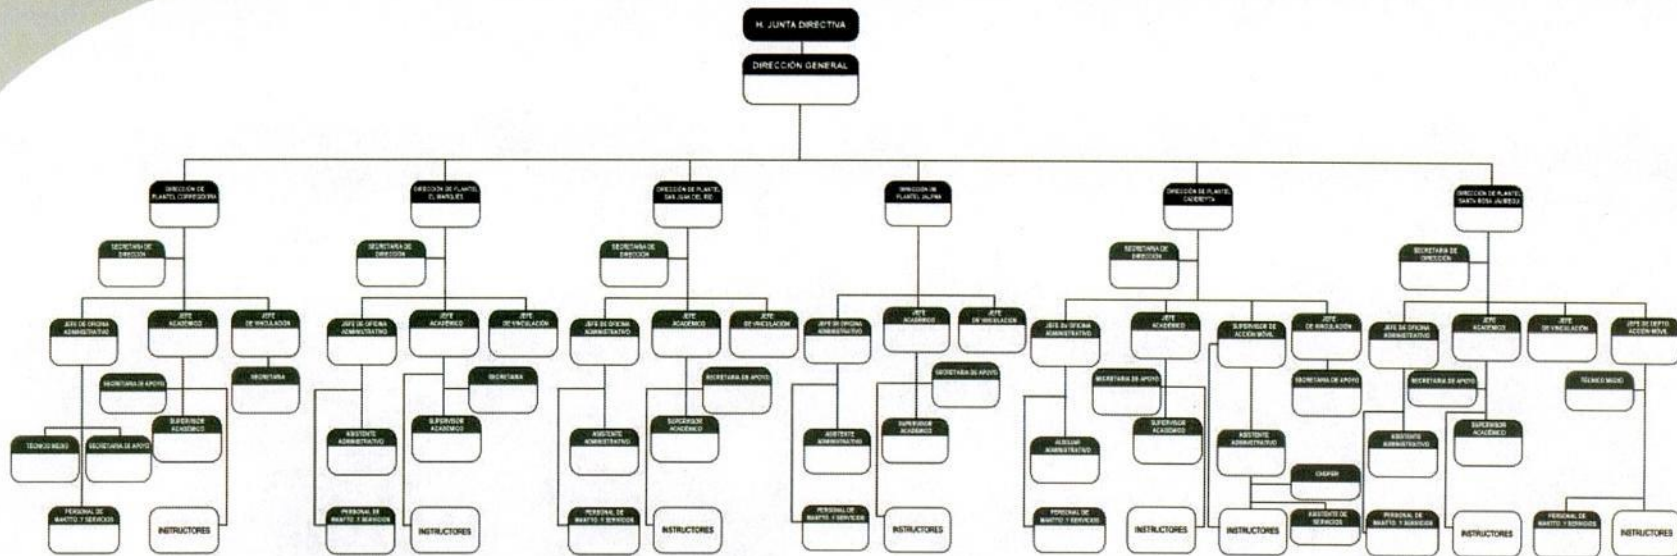 H. JUNTA DIRECTIVA
DIRECCIÓN GENERAL
DIRECCIÓN DE
PLANTEL CORREGIDORA
DIRECCIÓN DE PLANTEL
EL MARQUES
DIRECCIÓN DE PLANTEL
SAN JUAN DEL RIO
DIRECCIÓN DE
PLANTEL JALPAN
DIRECCIÓN DE PLANTEL
CADEREYTA
DIRECCIÓN DE PLANTEL
SANTA ROSA JÁUREGUI
SECRETARIA DE
DIRECCIÓN
SECRETARIA DE
DIRECCIÓN
SECRETARIA DE
DIRECCIÓN
SECRETARIA DE
DIRECCIÓN
SECRETARIA DE
DIRECCIÓN
JEFE DE OFICINA
ADMINISTRATIVO
JEFE
ACADÉMICO
JEFE
DE VINCULACIÓN
JEFE DE OFICINA
ADMINISTRATIVO
JEFE
ACADÉMICO
JEFE
DE VINCULACIÓN
JEFE DE OFICINA
ADMINISTRATIVO
JEFE
ACADÉMICO
JEFE
DE VINCULACIÓN
JEFE DE OFICINA
ADMINISTRATIVO
JEFE
ACADÉMICO
JEFE
DE VINCULACIÓN
JEFE DE OFICINA
ADMINISTRATIVO
JEFE
ACADÉMICO
SUPERVISOR DE
ACCIÓN MÓVIL
JEFE
DE VINCULACIÓN
JEFE DE OFICINA
ADMINISTRATIVO
JEFE
ACADÉMICO
JEFE
DE VINCULACIÓN
JEFE DE DEPTO.
ACCIÓN MÓVIL
SECRETARIA DE APOYO
SECRETARIA
SECRETARIA
SECRETARIA DE APOYO
SECRETARIA DE APOYO
SECRETARIA DE APOYO
SECRETARIA DE APOYO
SECRETARIA DE APOYO
TÉCNICO MEDIO
SUPERVISOR
ACADÉMICO
SUPERVISOR
ACADÉMICO
SUPERVISOR
ACADÉMICO
SUPERVISOR
ACADÉMICO
SUPERVISOR
ACADÉMICO
SUPERVISOR
ACADÉMICO
TÉCNICO MEDIO
SECRETARIA DE APOYO
ASISTENTE
ADMINISTRATIVO
ASISTENTE
ADMINISTRATIVO
ASISTENTE
ADMINISTRATIVO
AUXILIAR
ADMINISTRATIVO
ASISTENTE
ADMINISTRATIVO
ASISTENTE
ADMINISTRATIVO
CHOFER
PERSONAL DE
MANTTO. Y SERVICIOS
INSTRUCTORES
PERSONAL DE
MANTTO. Y SERVICIOS
INSTRUCTORES
PERSONAL DE
MANTTO. Y SERVICIOS
INSTRUCTORES
PERSONAL DE
MANTTO. Y SERVICIOS
INSTRUCTORES
PERSONAL DE
MANTTO. Y SERVICIOS
INSTRUCTORES
INSTRUCTORES
ASISTENTE DE
SERVICIOS
PERSONAL DE
MANTTO. Y SERVICIOS
INSTRUCTORES
PERSONAL DE
MANTTO. Y SERVICIOS
INSTRUCTORES